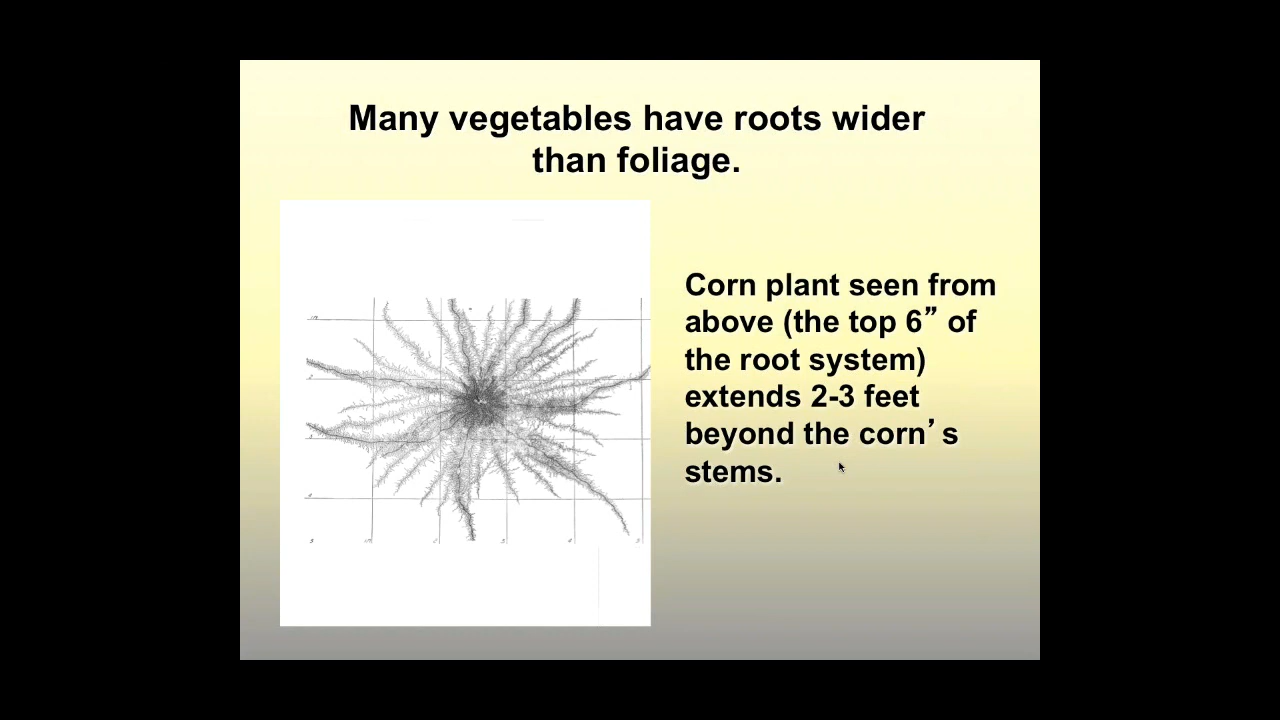 Many vegetables have roots wider
than foliage.
Corn plant seen from
above (the top 6” of
the root system)
extends 2-3 feet
beyond the corn’s
stems.